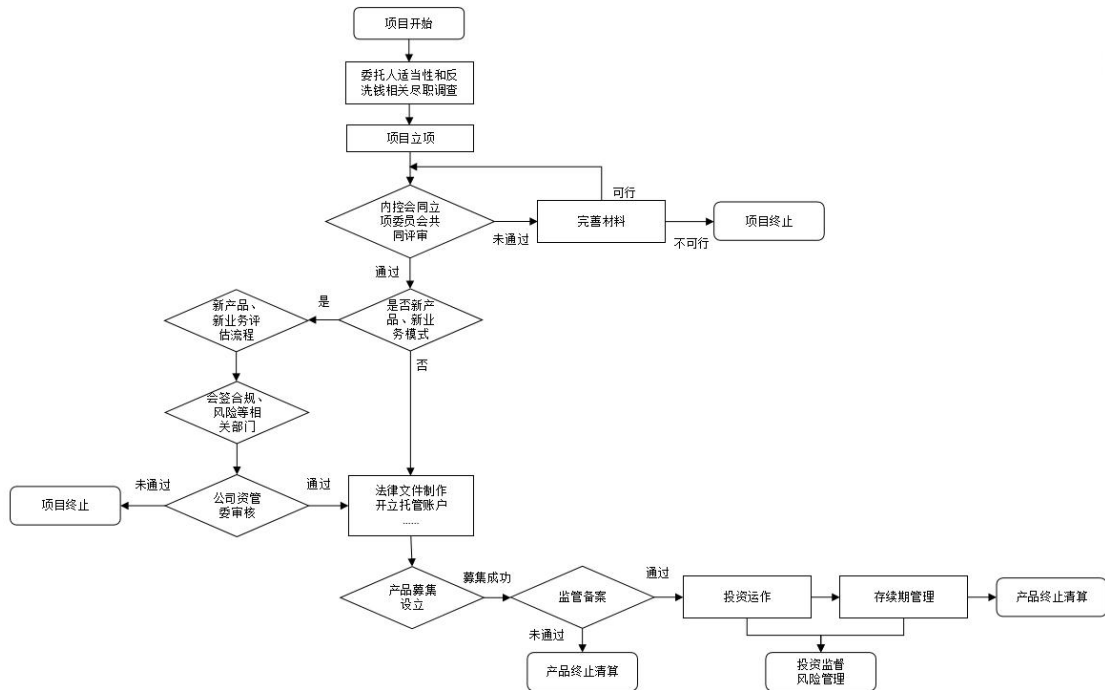 项目开始
委托人适当性和反
洗钱相关尽职调查
项目立项
可行
内控会同立
项委员会共
同评审
未通过
完善材料
不可行
项目终止
通过
新产品、
新业务评
估流程
是
是否新产
品、新业
务模式
否
会签合规、
风险等相
关部门
项目终止
未通过
公司资管
委审核
通过
法律文件制作
开立托管账户
……
产品募集
设立
募集成功
监管备案
通过
投资运作
存续期管理
产品终止清算
未通过
产品终止清算
投资监督
风险管理